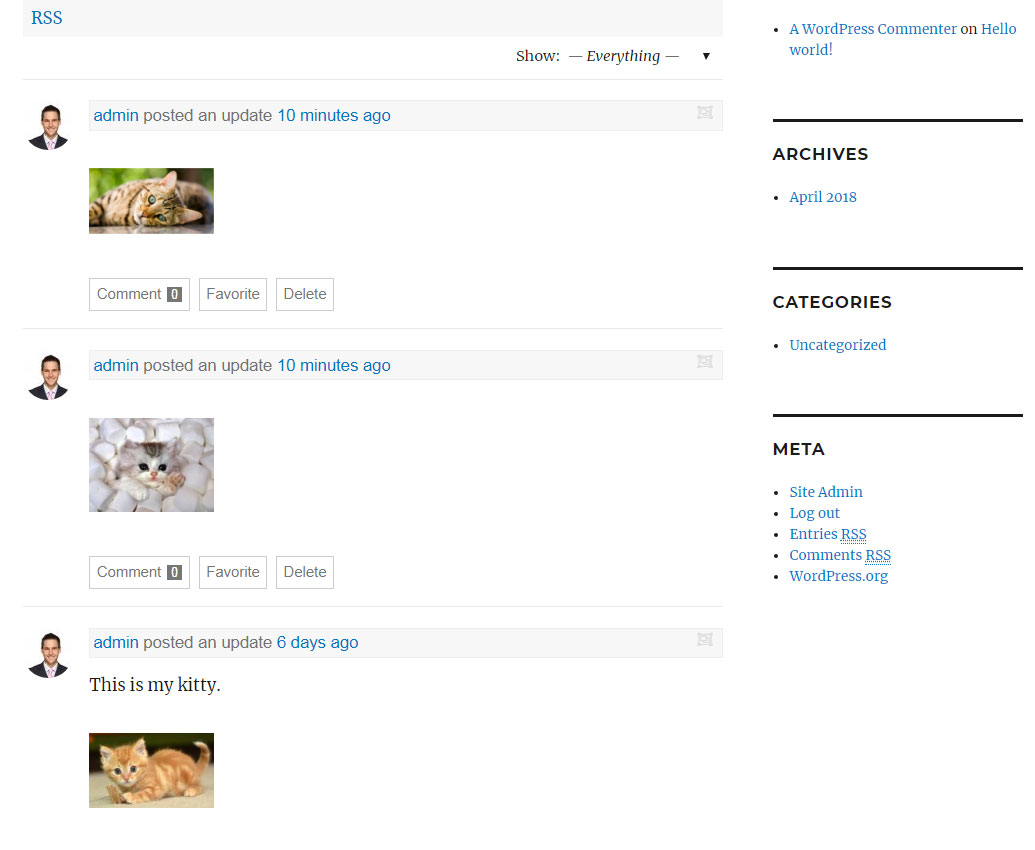 RSS
Show: — Everything — ▼
admin posted an update 10 minutes ago
Comment 0 Favorite Delete
admin posted an update 10 minutes ago
Comment 0 Favorite Delete
admin posted an update 6 days ago
This is my kitty.
A WordPress Commenter on Hello
world!
ARCHIVES
April 2018
CATEGORIES
Uncategorized
META
Site Admin
Log out
Entries RSS
Comments RSS
WordPress.org